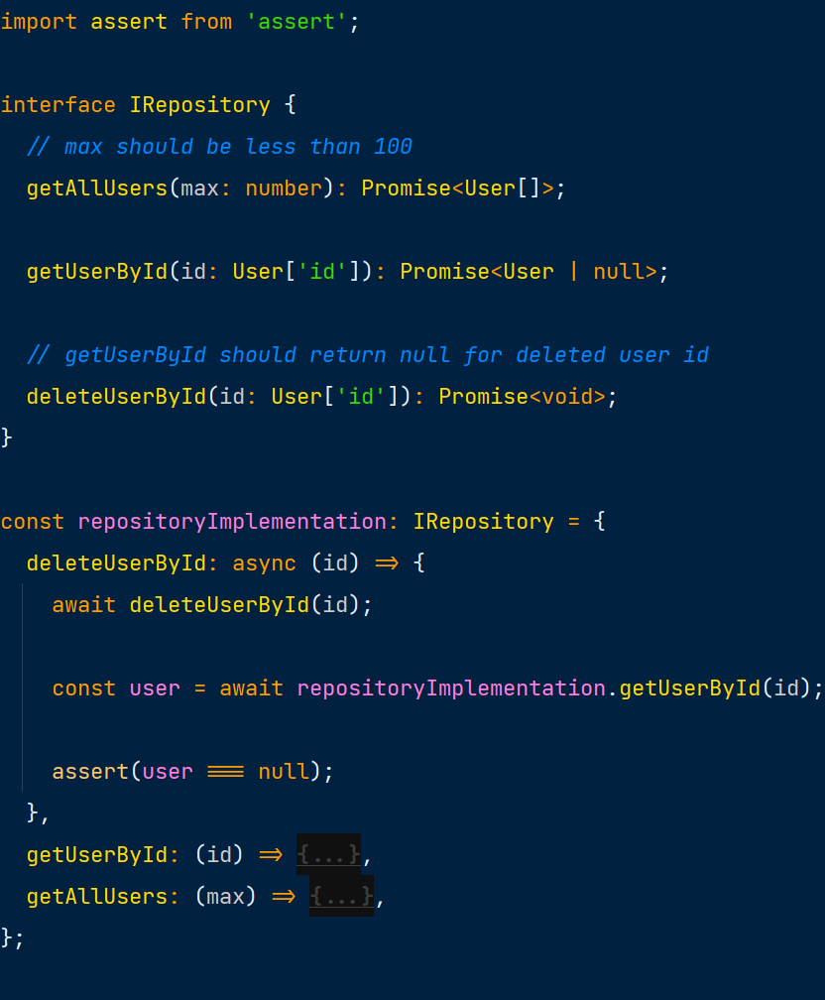 import assert from 'assert';
interface IRepository {
// max should be less than 100
getAllUsers(max: number): Promise<User[]>;
getUserById(id: User['id']): Promise<User | null>;
// getUserById should return null for deleted user id
deleteUserById(id: User['id']): Promise<void>;
}
const repositoryImplementation: IRepository = {
deleteUserById: async (id) => {
await deleteUserById(id);
const user = await repositoryImplementation.getUserById(id);
assert(user === null);
},
getUserById: (id) => {...},
getAllUsers: (max) => {...},
};